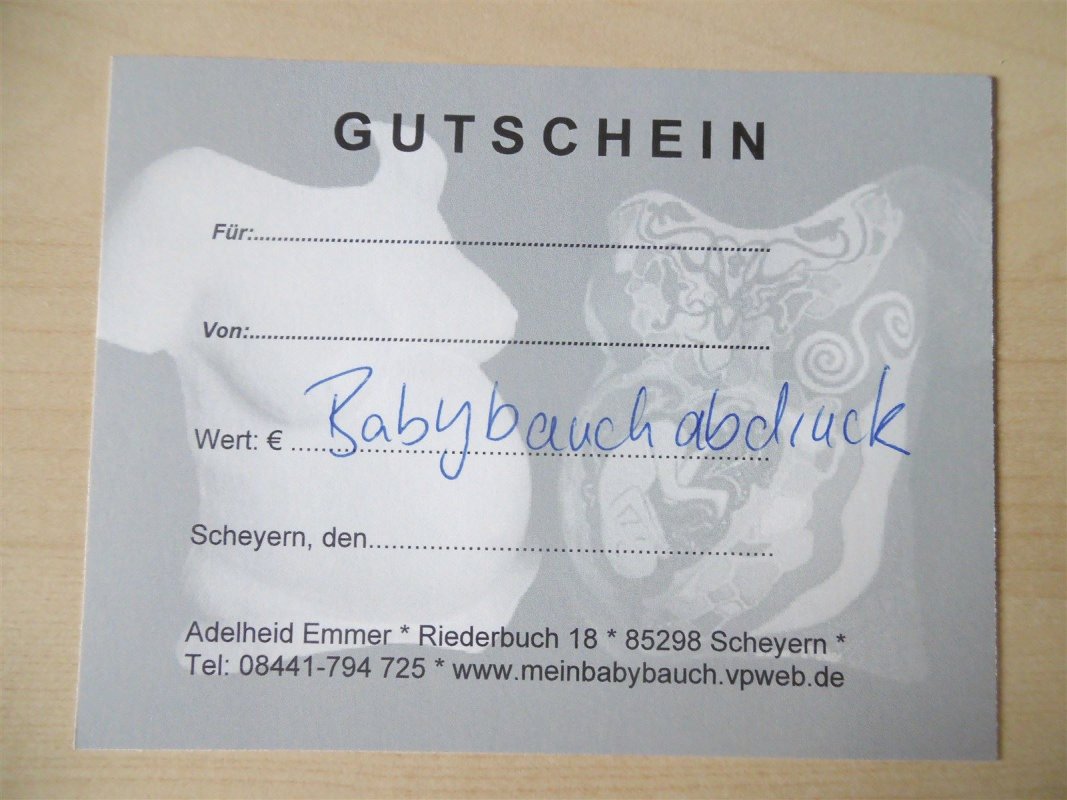 GUTSCHEIN
Für:..........................................................................................
Von:..........................................................................................
Wert: € .......................................................... Babybauchabdruck
Scheyern, den..................................................
Adelheid Emmer * Riederbuch 18 * 85298 Scheyern *
Tel: 08441-794 725 * www.meinbabybauch.vpweb.de